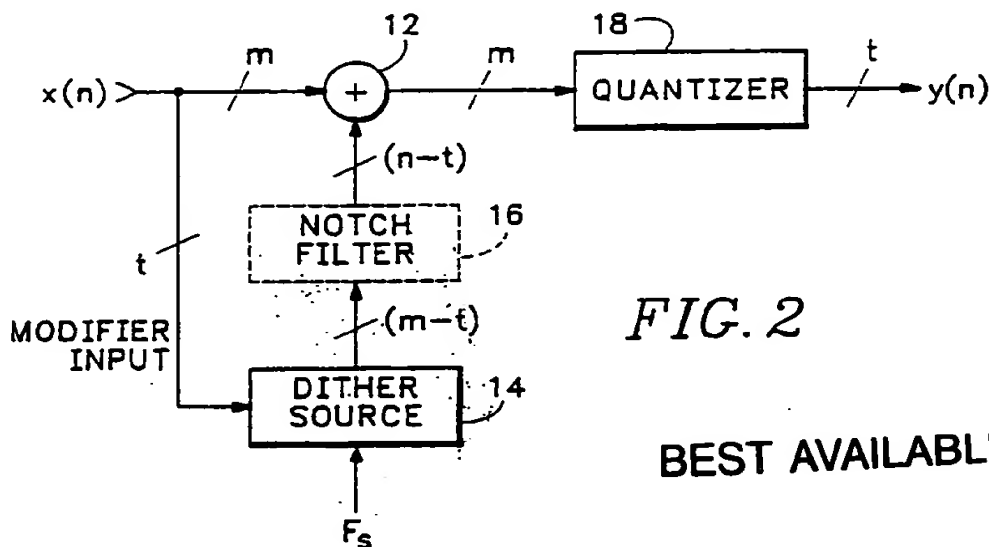 12
18
m
m
t
x(n)
+
QUANTIZER
y(n)
(n-t)
NOTCH
FILTER
16
t
(m-t)
FIG. 2
MODIFIER
INPUT
DITHER
SOURCE
14
BEST AVAILABL
Fs